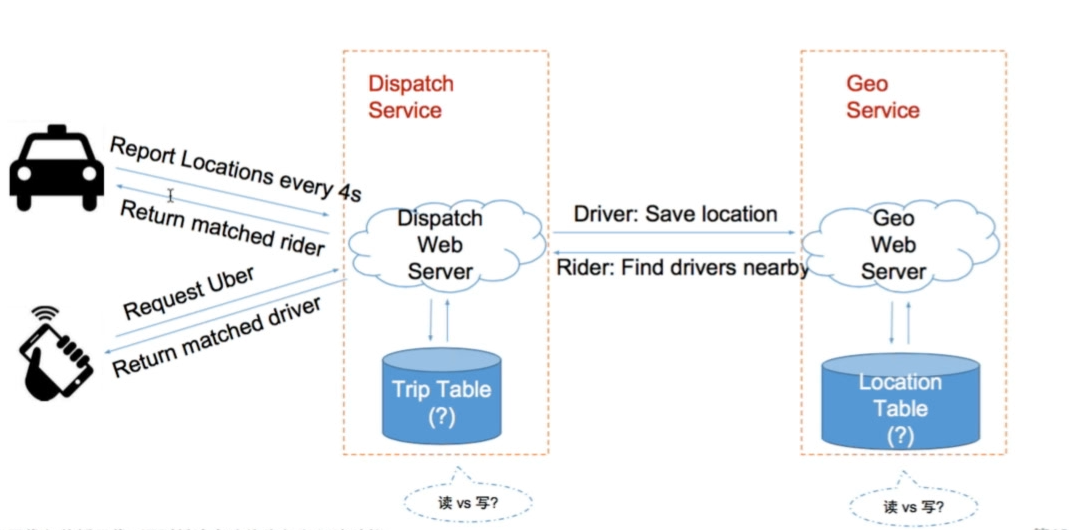 Dispatch
Service
Geo
Service
Report Locations every 4s
Return matched rider
Request Uber
Return matched driver
Dispatch
Web
Server
Driver: Save location
Rider: Find drivers nearby
Geo
Web
Server
Trip Table
(?)
Location
Table
(?)
读 vs 写?
读 vs 写?